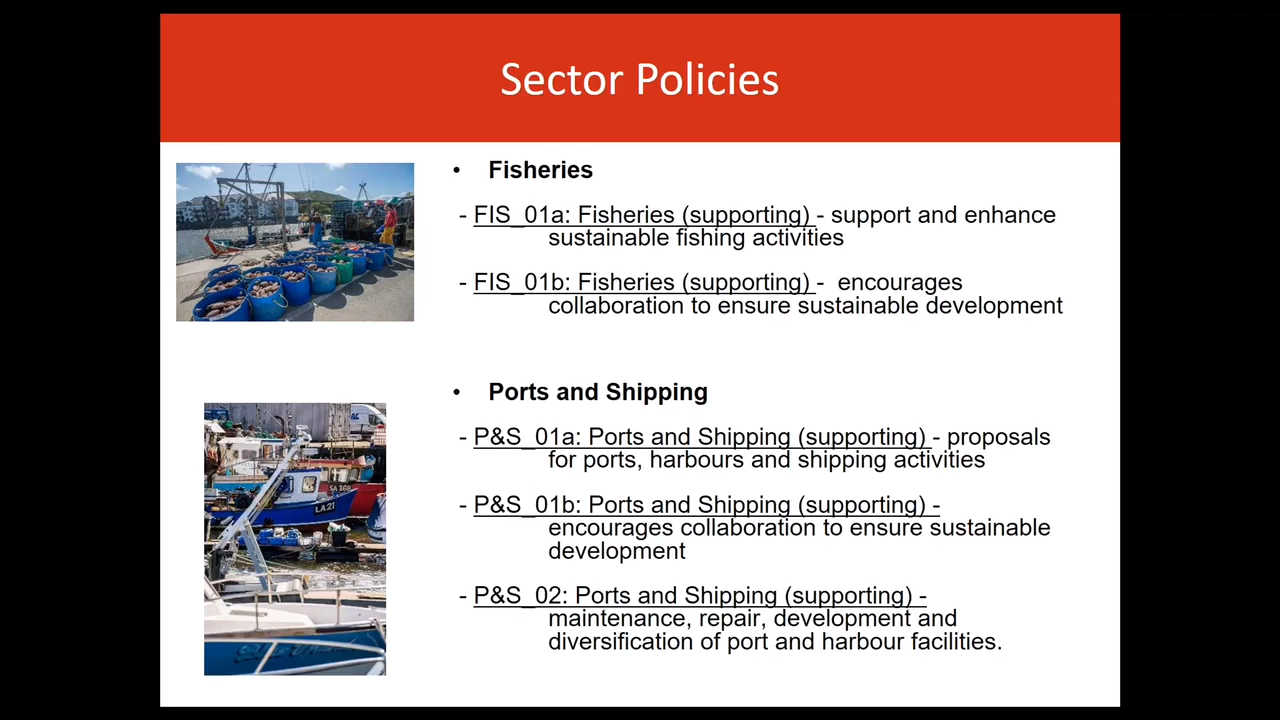 Sector Policies
• Fisheries
- FIS_01a: Fisheries (supporting) - support and enhance
sustainable fishing activities
- FIS_01b: Fisheries (supporting) - encourages
collaboration to ensure sustainable development
• Ports and Shipping
- P&S_01a: Ports and Shipping (supporting) - proposals
for ports, harbours and shipping activities
- P&S_01b: Ports and Shipping (supporting) -
encourages collaboration to ensure sustainable
development
- P&S_02: Ports and Shipping (supporting) -
maintenance, repair, development and
diversification of port and harbour facilities.
LA21